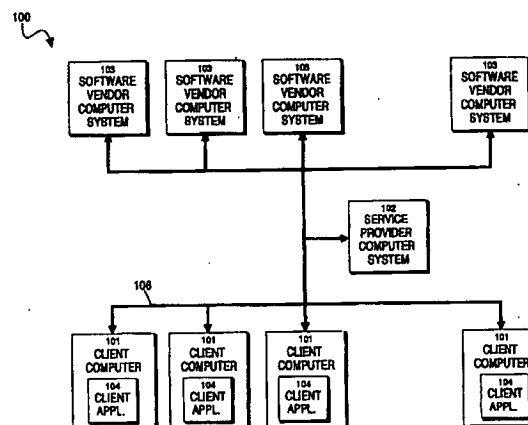 100
103
SOFTWARE
VENDOR
COMPUTER
SYSTEM
103
SOFTWARE
VENDOR
COMPUTER
SYSTEM
103
SOFTWARE
VENDOR
COMPUTER
SYSTEM
103
SOFTWARE
VENDOR
COMPUTER
SYSTEM
102
SERVICE
PROVIDER
COMPUTER
SYSTEM
106
101
CLIENT
COMPUTER
104
CLIENT
APPL.
101
CLIENT
COMPUTER
104
CLIENT
APPL.
101
CLIENT
COMPUTER
104
CLIENT
APPL.
101
CLIENT
COMPUTER
104
CLIENT
APPL.